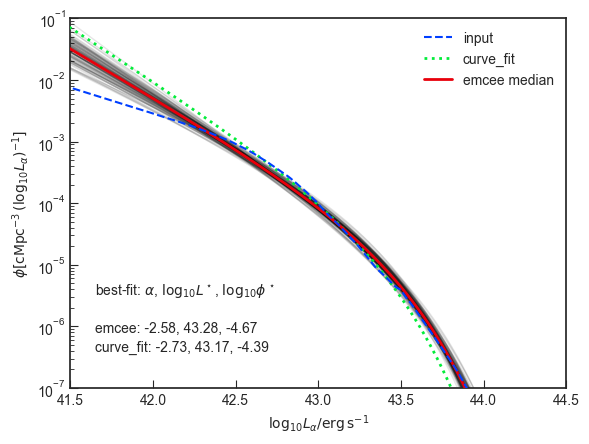 10⁻¹
10⁻²
10⁻³
10⁻⁴
10⁻⁵
10⁻⁶
10⁻⁷
ϕ[cMpc⁻³ (log₁₀Lα)⁻¹]
input
curve_fit
emcee median
best-fit: α, log₁₀L*, log₁₀ϕ*
emcee: -2.58, 43.28, -4.67
curve_fit: -2.73, 43.17, -4.39
41.5 42.0 42.5 43.0 43.5 44.0 44.5
log₁₀Lα/erg s⁻¹